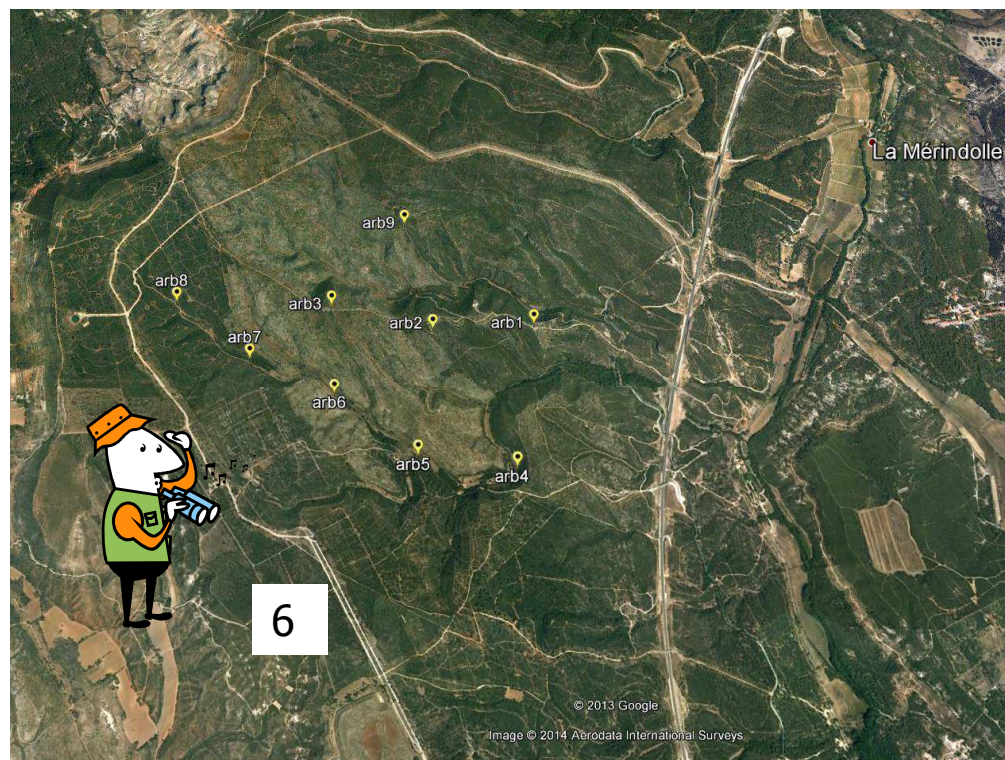 La Mérindolle
arb9
arb8
arb3
arb2
arb1
arb7
arb6
arb5
arb4
6
© 2013 Google
Image © 2014 Aerodata International Surveys